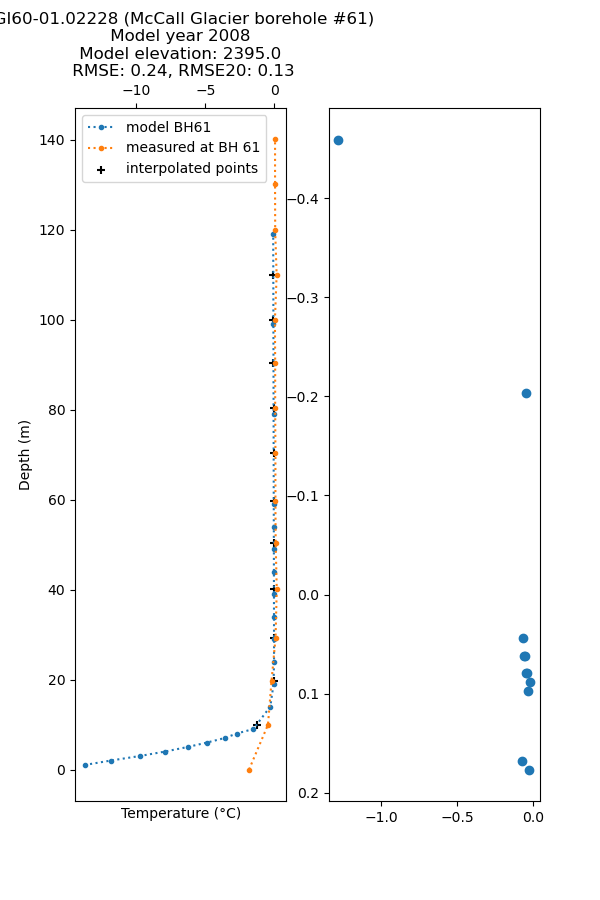 GI60-01.02228 (McCall Glacier borehole #61)
Model year 2008
Model elevation: 2395.0
RMSE: 0.24, RMSE20: 0.13
−10 −5 0
model BH61
measured at BH 61
interpolated points
140
120
100
80
60
40
20
0
Depth (m)
Temperature (°C)
−0.4
−0.3
−0.2
−0.1
0.0
0.1
0.2
−1.0 −0.5 0.0